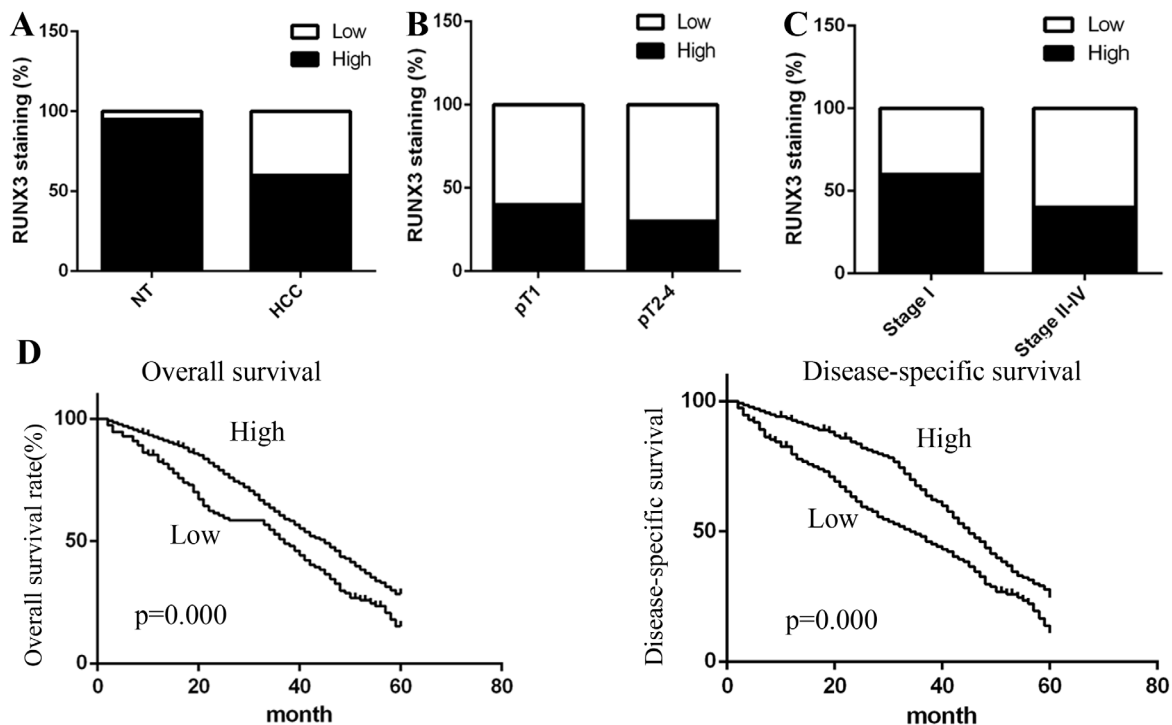 A
RUNX3 staining (%)
150
100
50
0
Low
High
NT
HCC
B
RUNX3 staining (%)
150
100
50
0
Low
High
pT1
pT2-4
C
RUNX3 staining (%)
150
100
50
0
Low
High
Stage I
Stage II-IV
D
Overall survival
Overall survival rate(%)
100
50
0
High
Low
p=0.000
0
20
40
60
80
month
Disease-specific survival
Disease-specific survival
100
50
0
High
Low
p=0.000
0
20
40
60
80
month